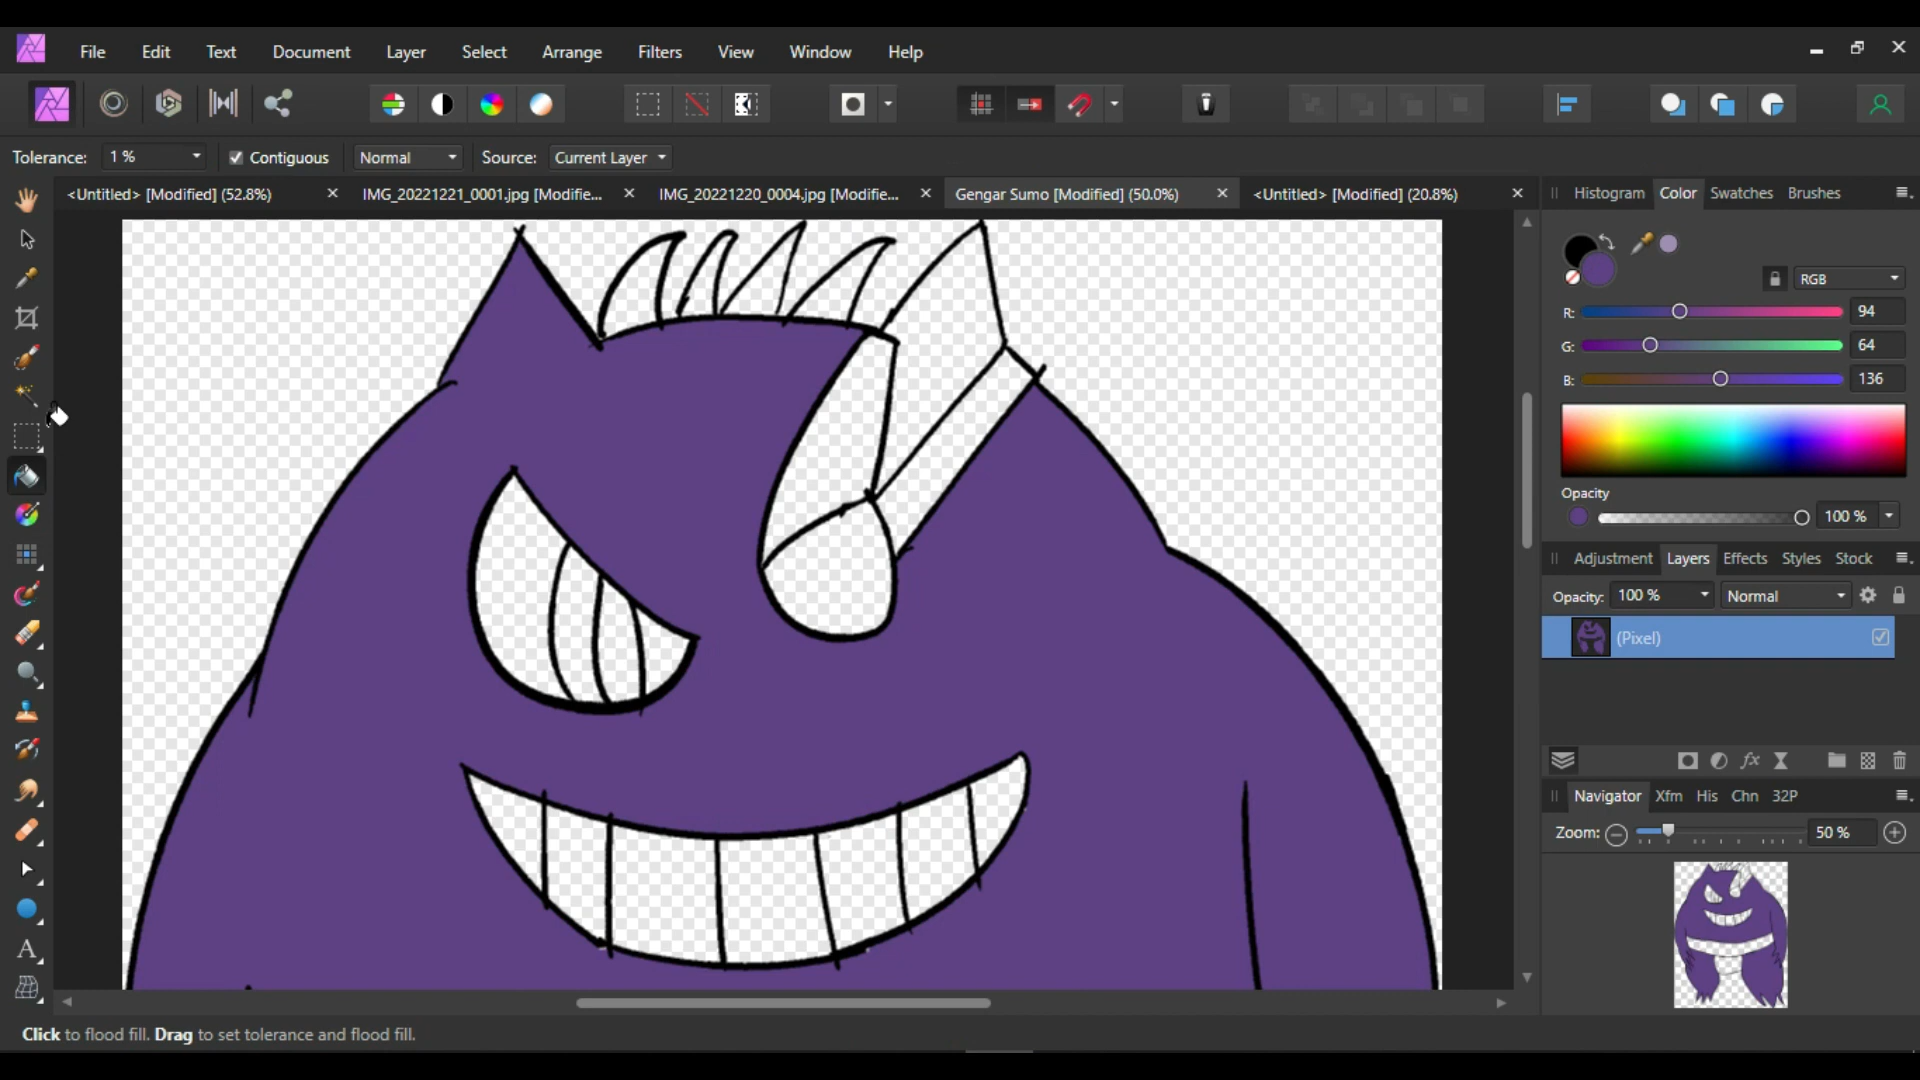 File Edit Text Document Layer Select Arrange Filters View Window Help
Tolerance: 1 % Contiguous Normal Source: Current Layer
<Untitled> [Modified] (52.8%) IMG_20221221_0001.jpg [Modifie... IMG_20221220_0004.jpg [Modifie... Gengar Sumo [Modified] (50.0%) <Untitled> [Modified] (20.8%)
Histogram Color Swatches Brushes
RGB
R: 94
G: 64
B: 136
Opacity
100 %
Adjustment Layers Effects Styles Stock
Opacity: 100 % Normal
(Pixel)
fx
Navigator Xfm His Chn 32P
Zoom: 50 %
A
Click to flood fill. Drag to set tolerance and flood fill.